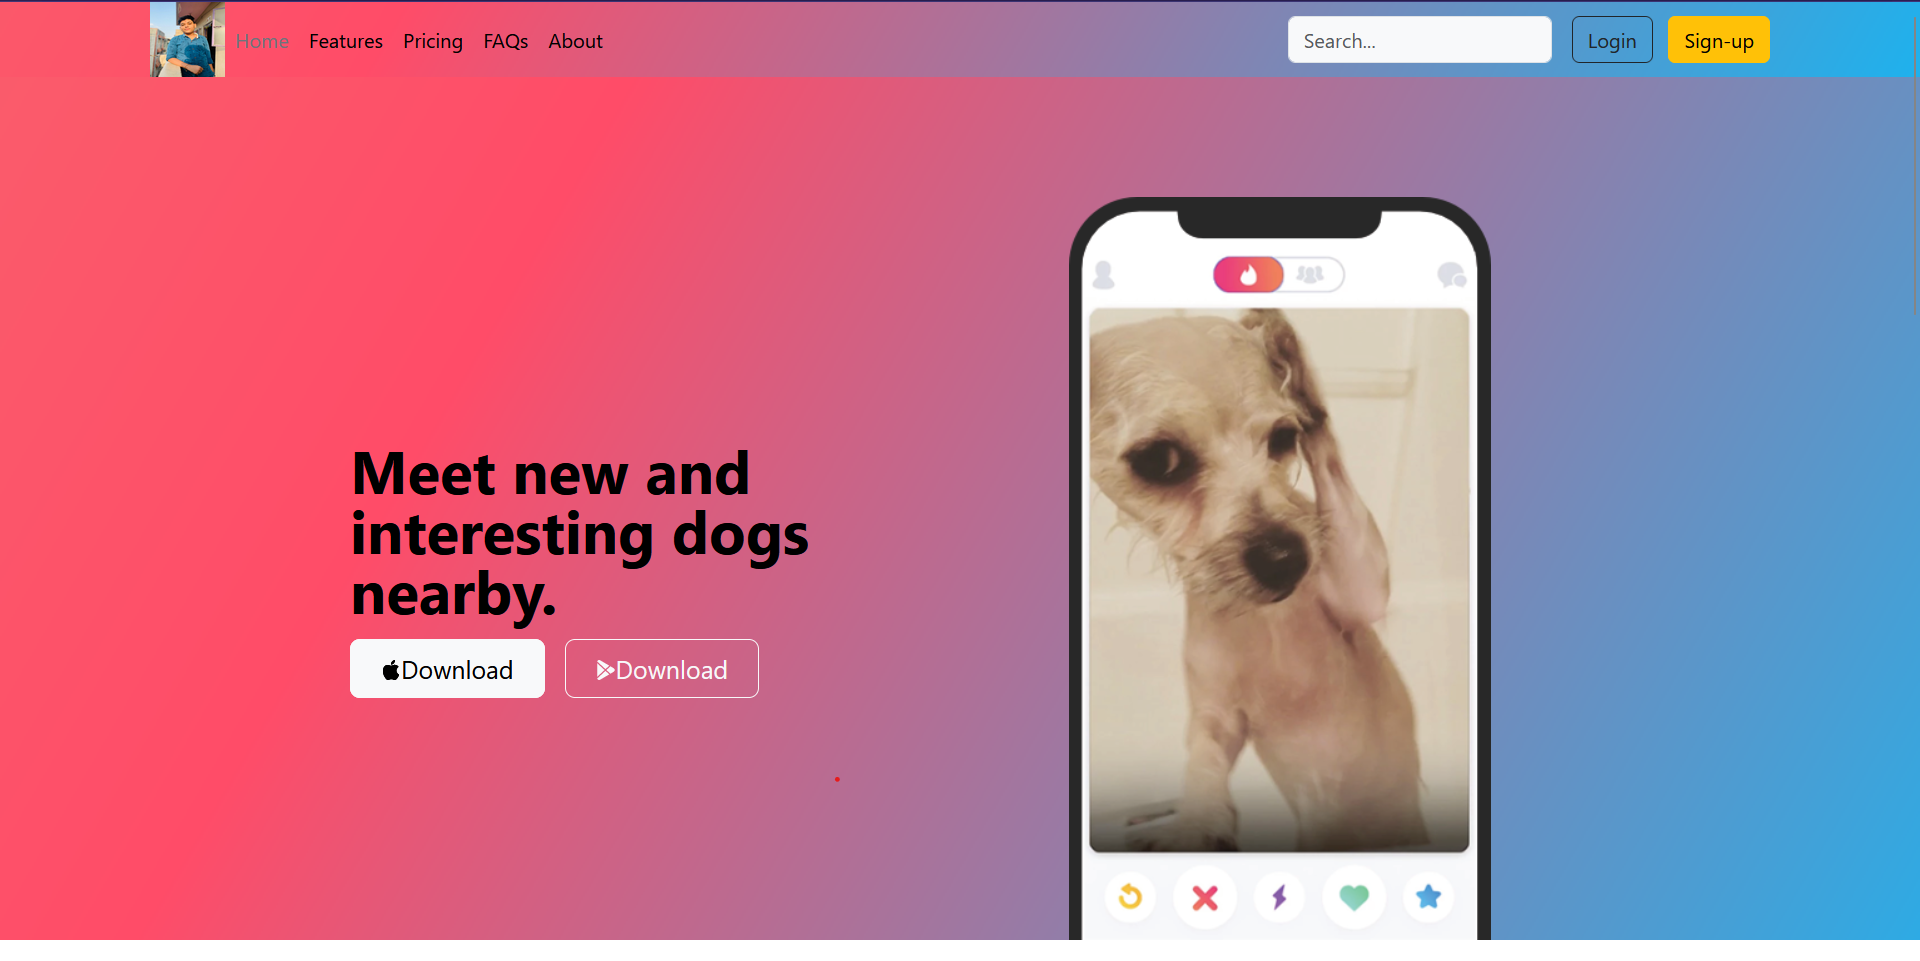 Home Features Pricing FAQs About Search... Login Sign-up
Meet new and
interesting dogs
nearby.
Download Download